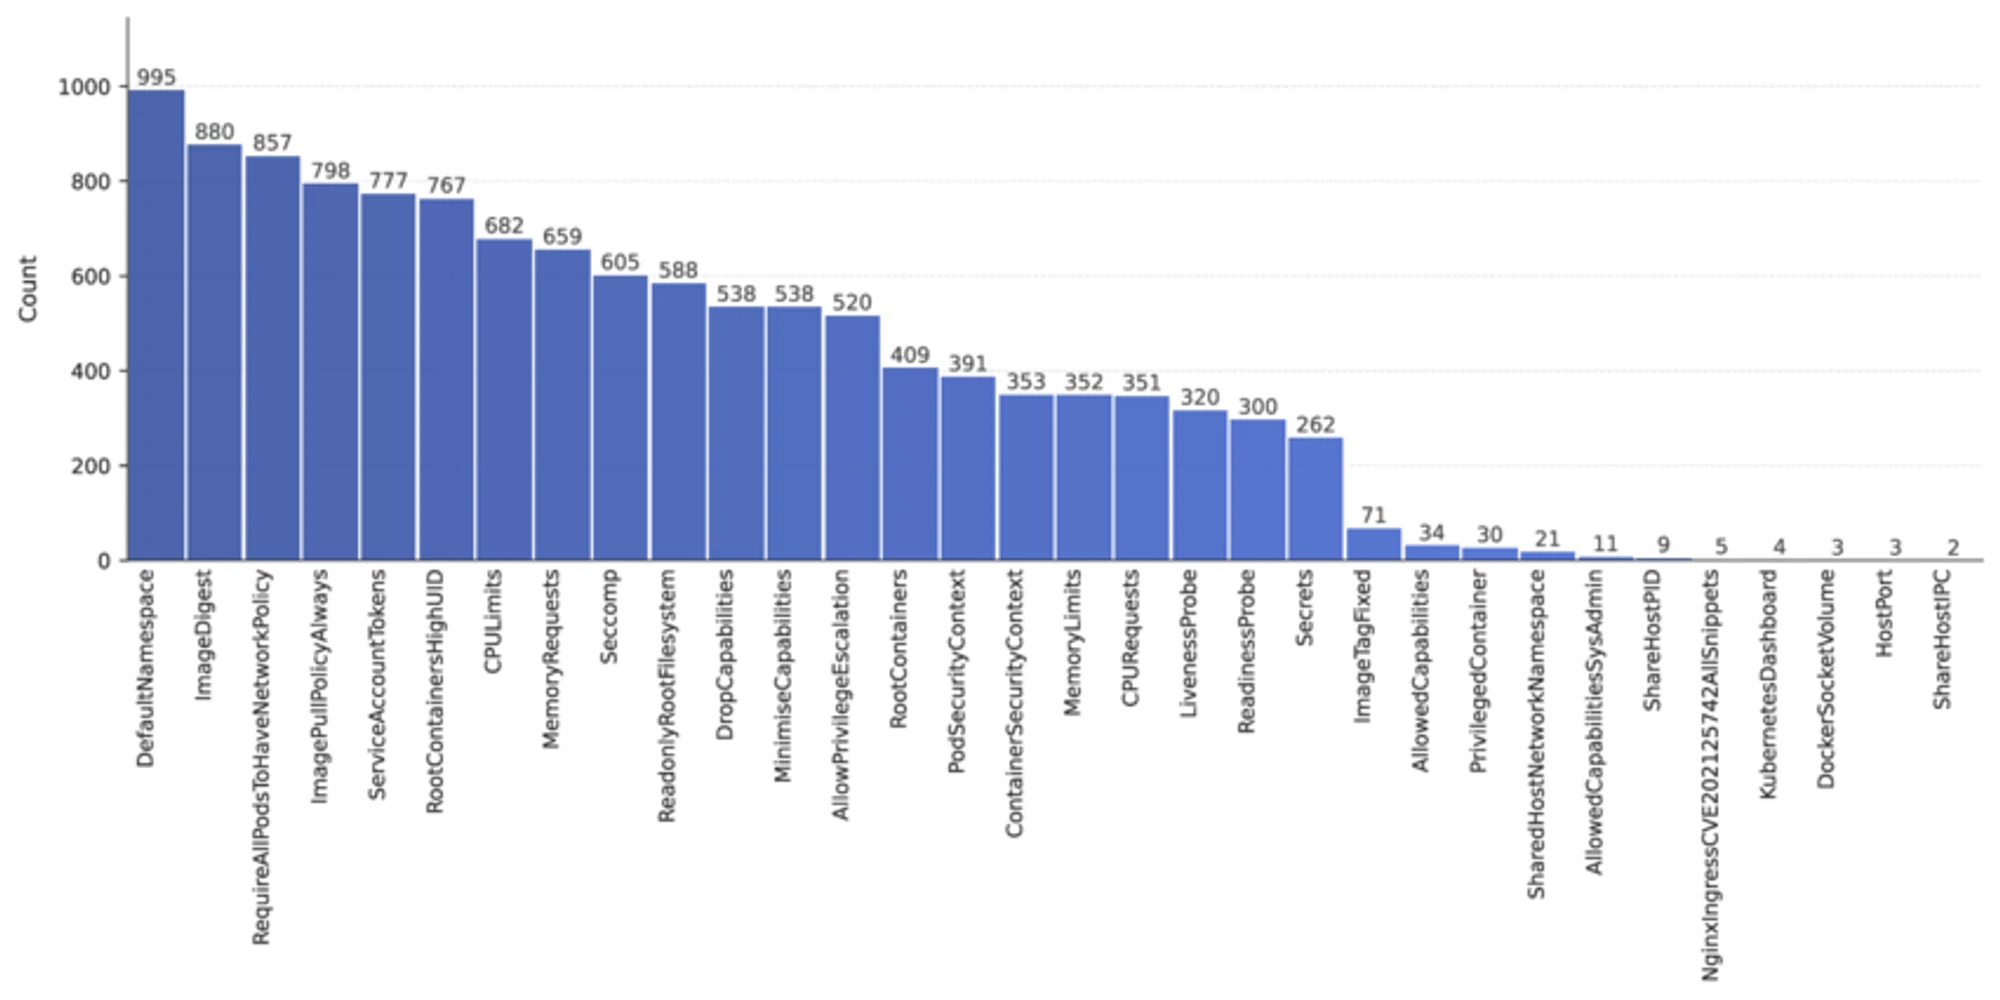 Count
1000
800
600
400
200
0
995
880
857
798
777
767
682
659
605
588
538
538
520
409
391
353
352
351
320
300
262
71
34
30
21
11
9
5
4
3
3
2
DefaultNamespace
ImageDigest
RequireAllPodsToHaveNetworkPolicy
ImagePullPolicyAlways
ServiceAccountTokens
RootContainersHighUID
CPULimits
MemoryRequests
Seccomp
ReadonlyRootFilesystem
DropCapabilities
MinimiseCapabilities
AllowPrivilegeEscalation
RootContainers
PodSecurityContext
ContainerSecurityContext
MemoryLimits
CPURequests
LivenessProbe
ReadinessProbe
Secrets
ImageTagFixed
AllowedCapabilities
PrivilegedContainer
SharedHostNetworkNamespace
AllowedCapabilitiesSysAdmin
ShareHostPID
NginxIngressCVE202125742AllSnippets
KubernetesDashboard
DockerSocketVolume
HostPort
ShareHostIPC